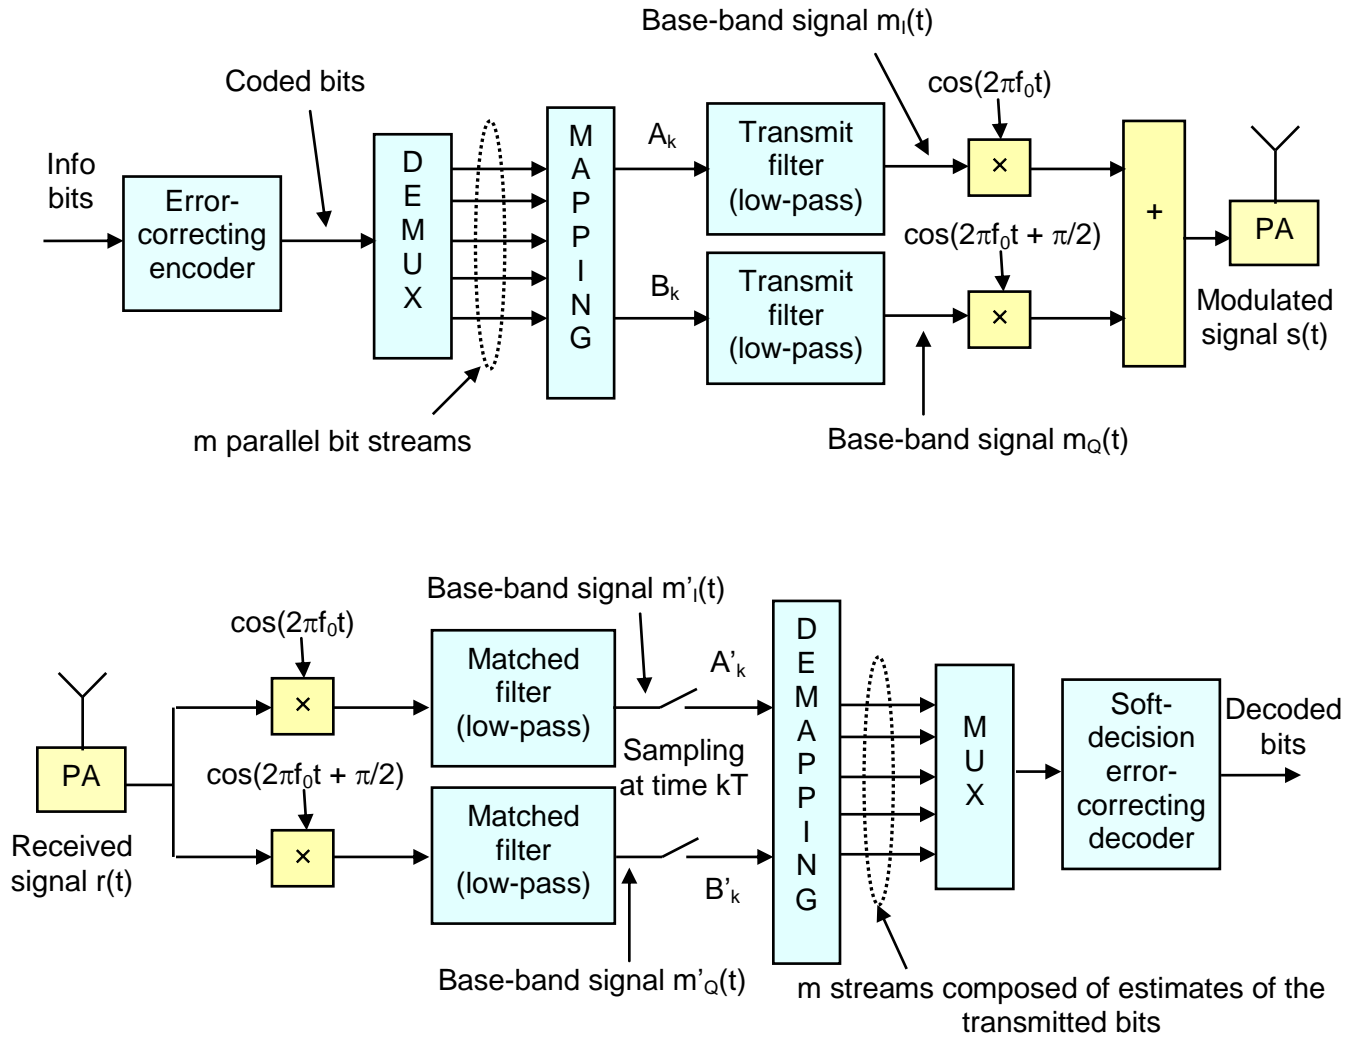 Base-band signal mI(t)
Coded bits
cos(2πf0t)
Info
bits
Error-
correcting
encoder
D
E
M
U
X
M
A
P
P
I
N
G
Ak
Bk
Transmit
filter
(low-pass)
Transmit
filter
(low-pass)
×
cos(2πf0t + π/2)
×
+
PA
Modulated
signal s(t)
m parallel bit streams
Base-band signal mQ(t)
Base-band signal m'I(t)
cos(2πf0t)
PA
Received
signal r(t)
×
cos(2πf0t + π/2)
×
Matched
filter
(low-pass)
Matched
filter
(low-pass)
A'k
Sampling
at time kT
B'k
D
E
M
A
P
P
I
N
G
M
U
X
Soft-
decision
error-
correcting
decoder
Decoded
bits
Base-band signal m'Q(t)
m streams composed of estimates of the
transmitted bits